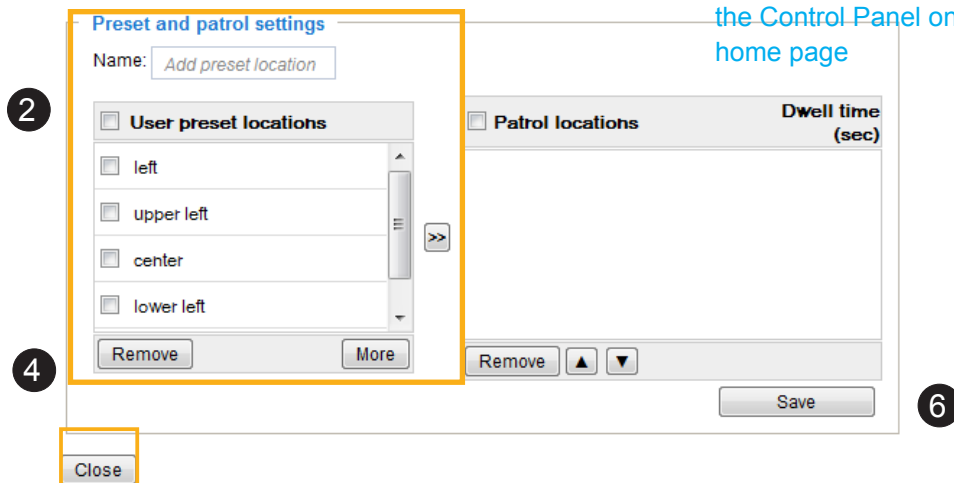 the Control Panel on
home page
Preset and patrol settings
Name: Add preset location
2
User preset locations
Patrol locations
Dwell time
(sec)
left
upper left
center
lower left
>>
Remove More
Remove ▲ ▼
4
Save
6
Close